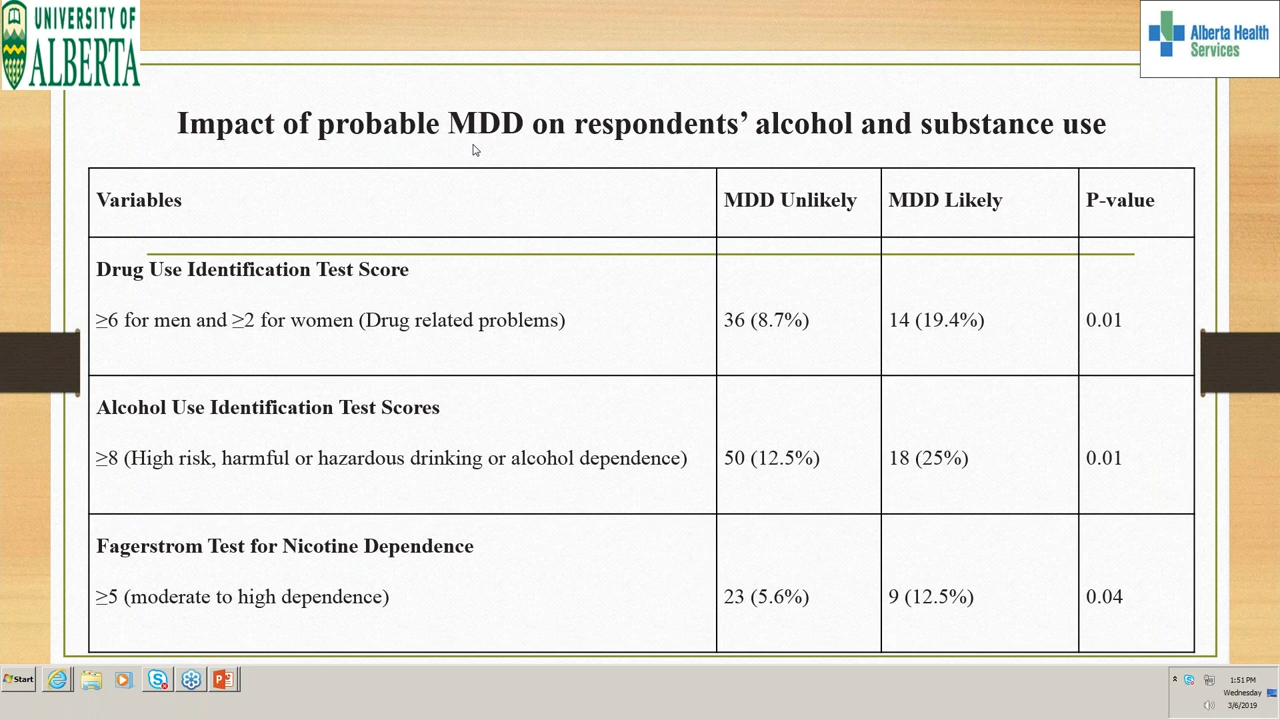 UNIVERSITY OF
ALBERTA
Alberta Health
Services
Impact of probable MDD on respondents’ alcohol and substance use
Variables MDD Unlikely MDD Likely P-value
Drug Use Identification Test Score
≥6 for men and ≥2 for women (Drug related problems) 36 (8.7%) 14 (19.4%) 0.01
Alcohol Use Identification Test Scores
≥8 (High risk, harmful or hazardous drinking or alcohol dependence) 50 (12.5%) 18 (25%) 0.01
Fagerstrom Test for Nicotine Dependence
≥5 (moderate to high dependence) 23 (5.6%) 9 (12.5%) 0.04
Start
1:51 PM
Wednesday
3/6/2019